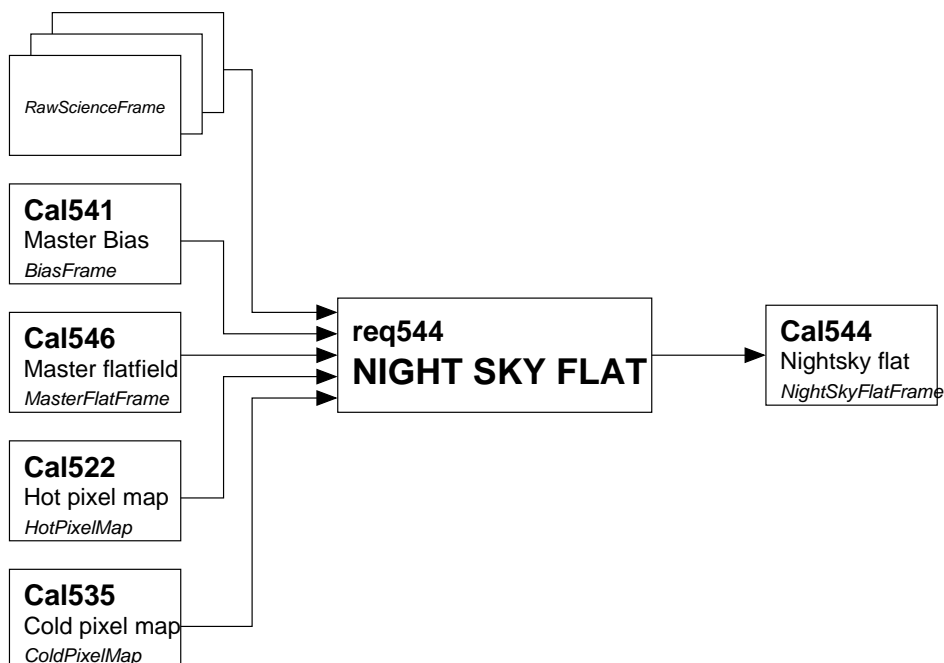 RawScienceFrame
Cal541
Master Bias
BiasFrame
Cal546
Master flatfield
MasterFlatFrame
Cal522
Hot pixel map
HotPixelMap
Cal535
Cold pixel map
ColdPixelMap
req544
NIGHT SKY FLAT
Cal544
Nightsky flat
NightSkyFlatFrame